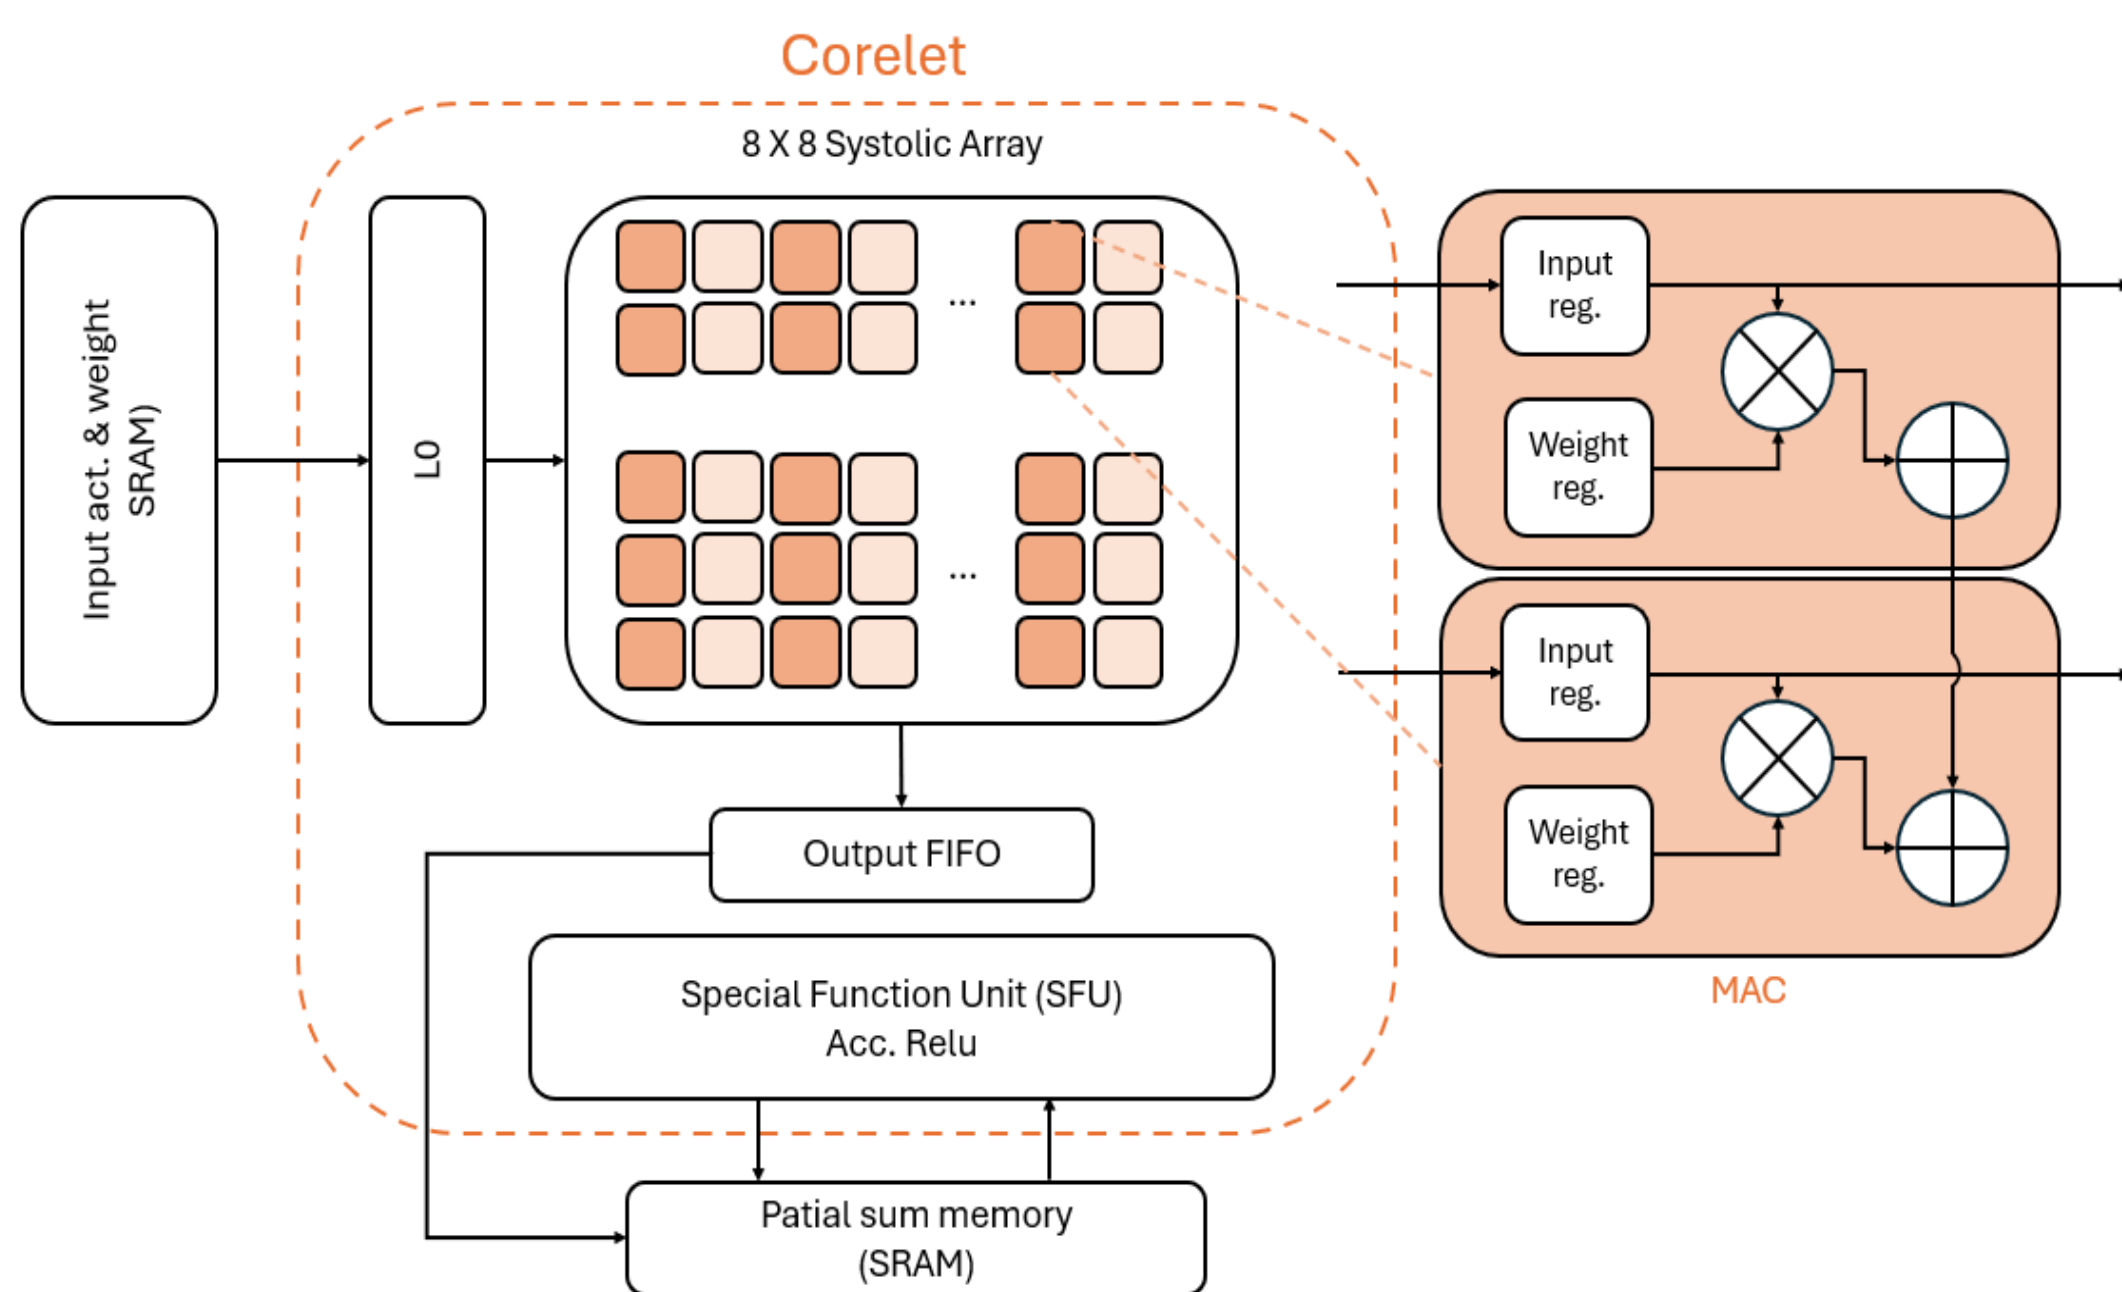 Corelet
8 X 8 Systolic Array
Input act. & weight
SRAM)
L0
...
...
Output FIFO
Special Function Unit (SFU)
Acc. Relu
Patial sum memory
(SRAM)
Input
reg.
Weight
reg.
Input
reg.
Weight
reg.
MAC